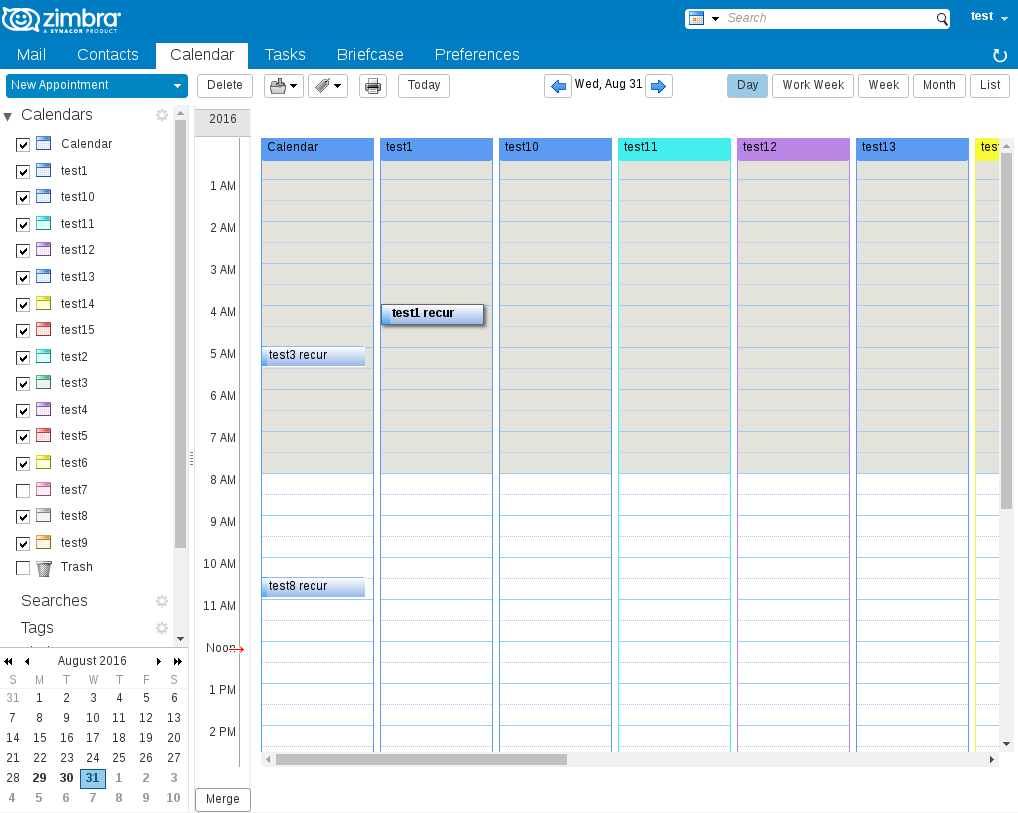 zimbra
A SYNACOR PRODUCT
Search
test
Mail Contacts Calendar Tasks Briefcase Preferences
New Appointment
Delete Today Wed, Aug 31 Day Work Week Week Month List
Calendars
Calendar
test1
test10
test11
test12
test13
test14
test15
test2
test3
test4
test5
test6
test7
test8
test9
Trash
Searches
Tags
August 2016
S M T W T F S
31 1 2 3 4 5 6
7 8 9 10 11 12 13
14 15 16 17 18 19 20
21 22 23 24 25 26 27
28 29 30 31 1 2 3
4 5 6 7 8 9 10
2016
Calendar test1 test10 test11 test12 test13 tes
1 AM
2 AM
3 AM
4 AM
test1 recur
5 AM
test3 recur
6 AM
7 AM
8 AM
9 AM
10 AM
test8 recur
11 AM
Noon
1 PM
2 PM
Merge